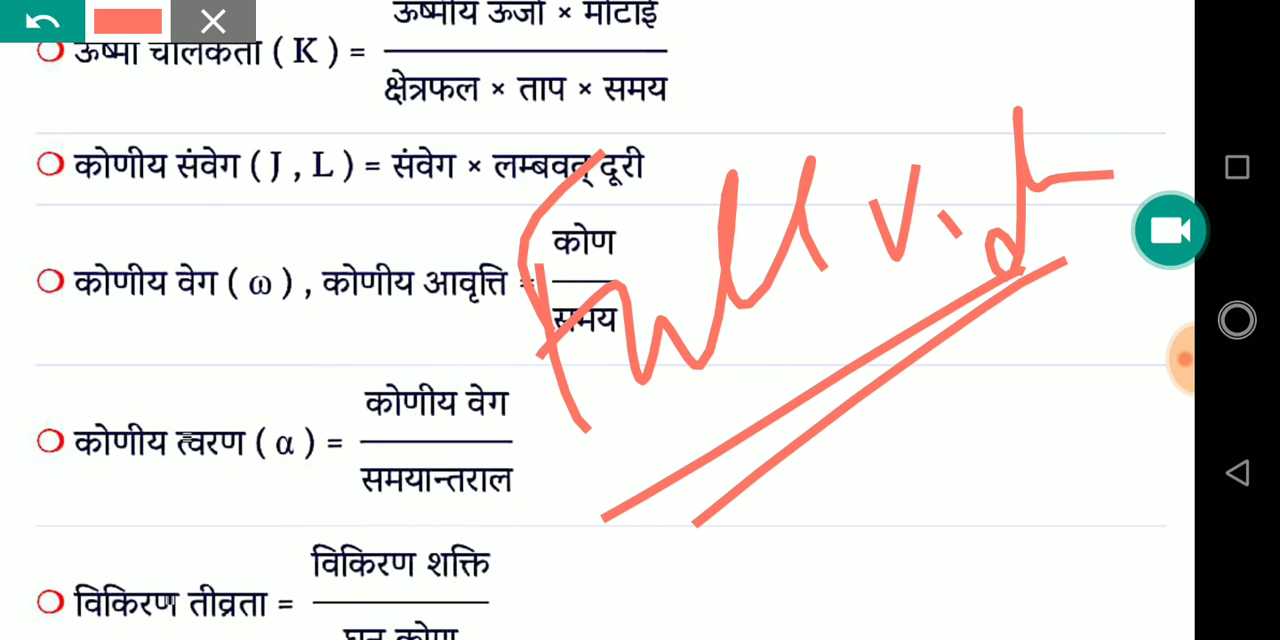 ऊष्मीय ऊर्जा × मोटाई
ऊष्मा चालकता ( K ) =
क्षेत्रफल × ताप × समय
कोणीय संवेग ( J , L ) = संवेग × लम्बवत् दूरी
कोण
कोणीय वेग ( ω ) , कोणीय आवृत्ति =
समय
Full Vid
कोणीय वेग
कोणीय त्वरण ( α ) =
समयान्तराल
विकिरण शक्ति
विकिरण तीव्रता =
घन कोण